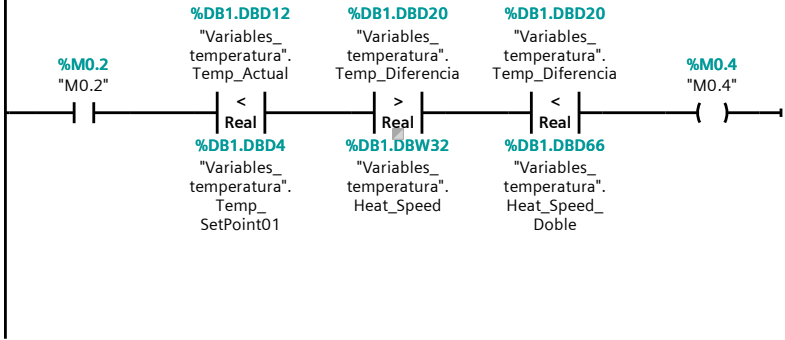 %DB1.DBD12
"Variables_
temperatura".
Temp_Actual
%DB1.DBD20
"Variables_
temperatura".
Temp_Diferencia
%DB1.DBD20
"Variables_
temperatura".
Temp_Diferencia
%M0.2
"M0.2"
%M0.4
"M0.4"
<
Real
>
Real
<
Real
%DB1.DBD4
"Variables_
temperatura".
Temp_
SetPoint01
%DB1.DBW32
"Variables_
temperatura".
Heat_Speed
%DB1.DBD66
"Variables_
temperatura".
Heat_Speed_
Doble